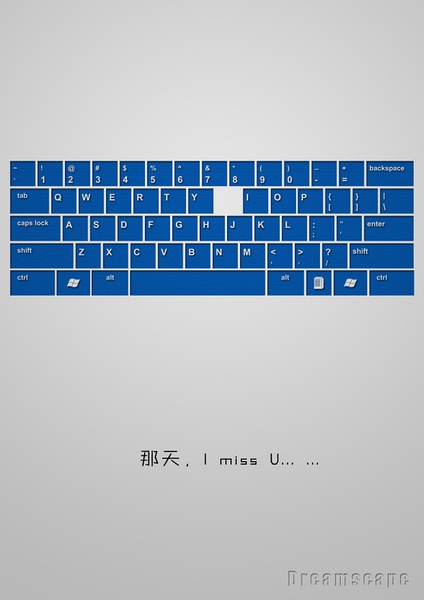 ~ ! @ # $ % ^ & * ( ) _ + backspace
` 1 2 3 4 5 6 7 8 9 0 - =
tab Q W E R T Y I O P { } |
[ ] \
caps lock A S D F G H J K L : " enter
; '
shift Z X C V B N M < > ? shift
, . /
ctrl alt alt ctrl
那天, I miss U... ...
Dreamscape